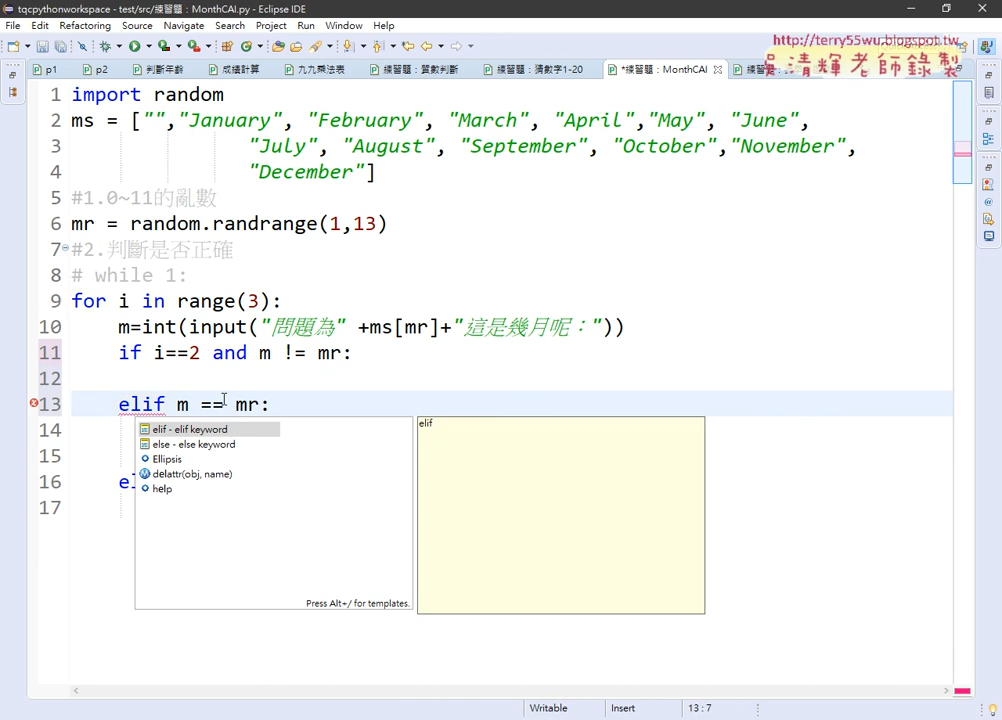 tqcpythonworkspace - test/src/練習題：MonthCAI.py - Eclipse IDE
File Edit Source Refactoring Navigate Search Project Run Window Help
http://terry55wu.blogspot.tw
吳清輝老師錄製
p1 p2 判斷年齡 成績計算 九九乘法表 練習題：質數判斷 練習題：猜數字1-20 *練習題：MonthCAI
1 import random
2 ms = ["","January", "February", "March", "April","May", "June",
3 "July", "August", "September", "October","November",
4 "December"]
5 #1.0~11的亂數
6 mr = random.randrange(1,13)
7 #2.判斷是否正確
8 # while 1:
9 for i in range(3):
10 m=int(input("問題為" +ms[mr]+"這是幾月呢："))
11 if i==2 and m != mr:
12
13 elif m == mr:
14
15
16 el
17
elif - elif keyword
else - else keyword
Ellipsis
delattr(obj, name)
help
Press Alt+/ for templates.
elif
Writable Insert 13 : 7